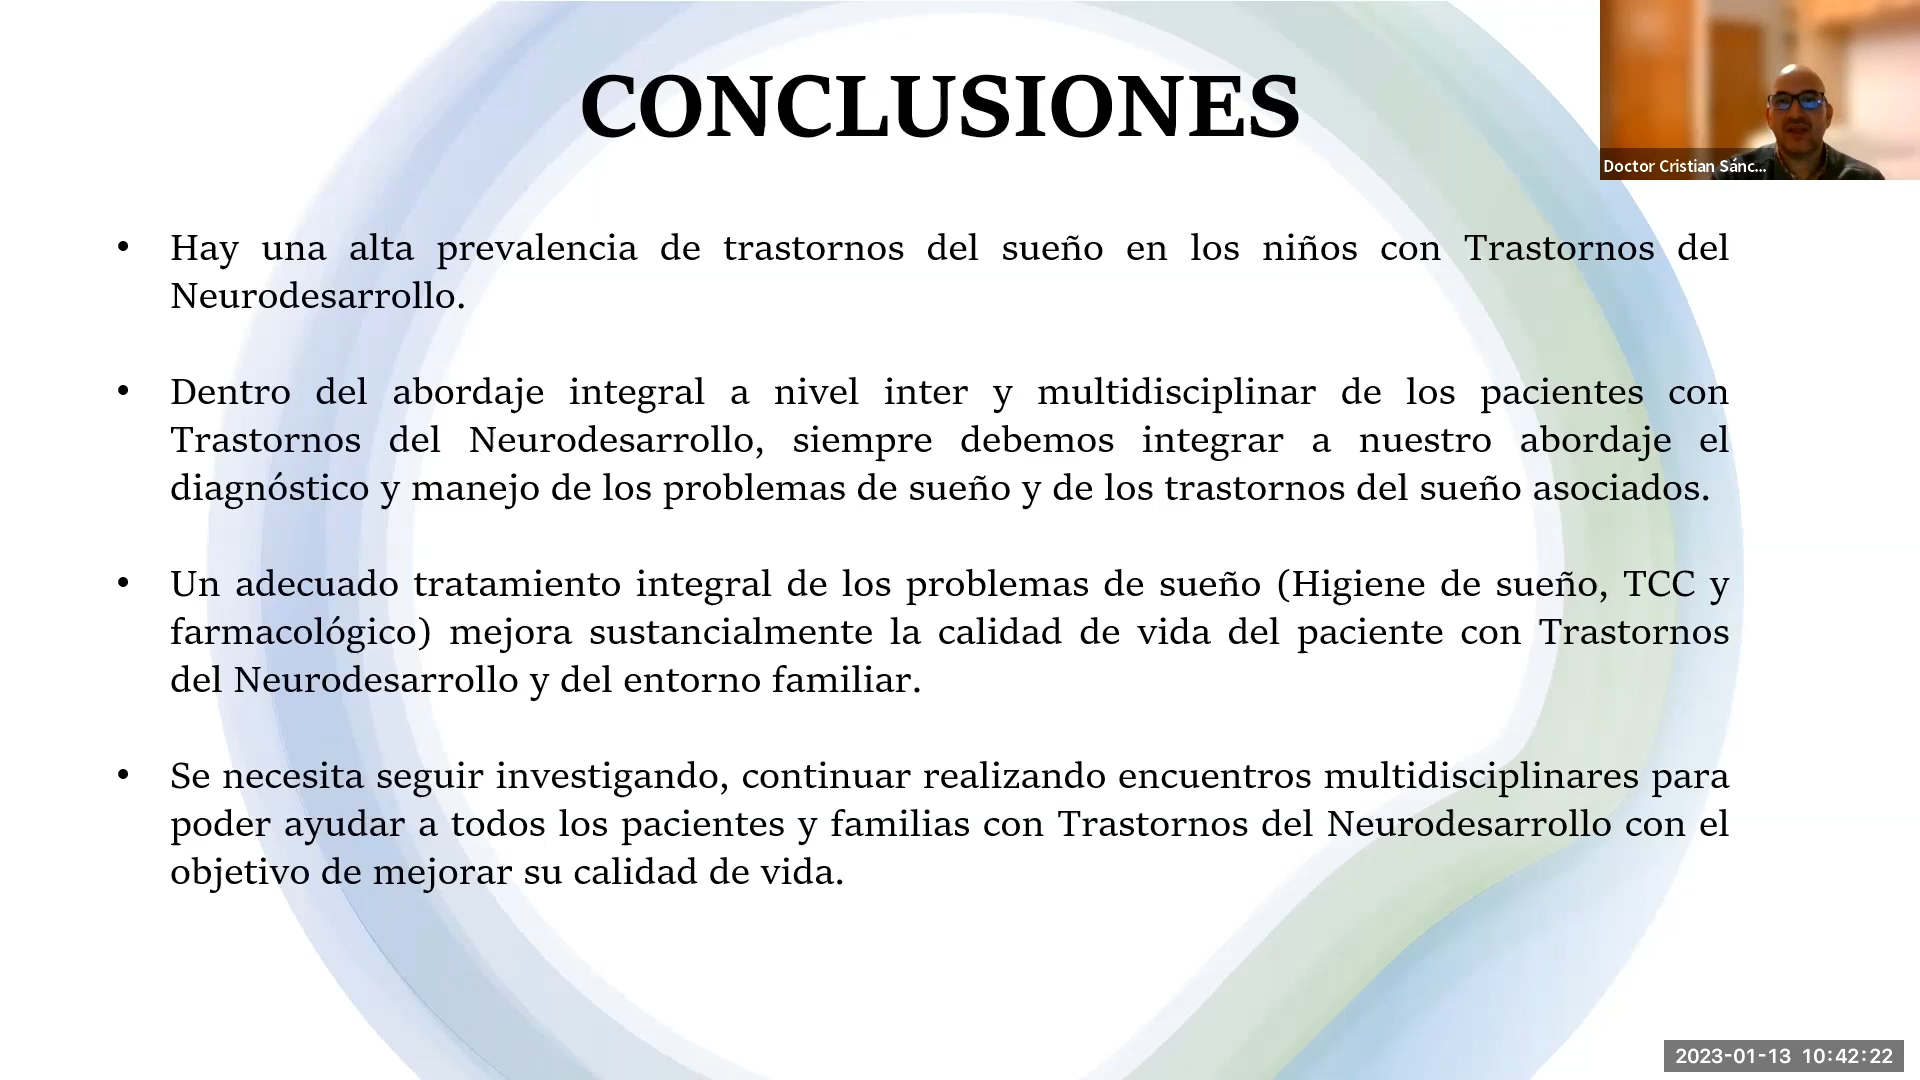 CONCLUSIONES
Doctor Cristian Sánc...
• Hay una alta prevalencia de trastornos del sueño en los niños con Trastornos del
Neurodesarrollo.
• Dentro del abordaje integral a nivel inter y multidisciplinar de los pacientes con
Trastornos del Neurodesarrollo, siempre debemos integrar a nuestro abordaje el
diagnóstico y manejo de los problemas de sueño y de los trastornos del sueño asociados.
• Un adecuado tratamiento integral de los problemas de sueño (Higiene de sueño, TCC y
farmacológico) mejora sustancialmente la calidad de vida del paciente con Trastornos
del Neurodesarrollo y del entorno familiar.
• Se necesita seguir investigando, continuar realizando encuentros multidisciplinares para
poder ayudar a todos los pacientes y familias con Trastornos del Neurodesarrollo con el
objetivo de mejorar su calidad de vida.
2023-01-13 10:42:22